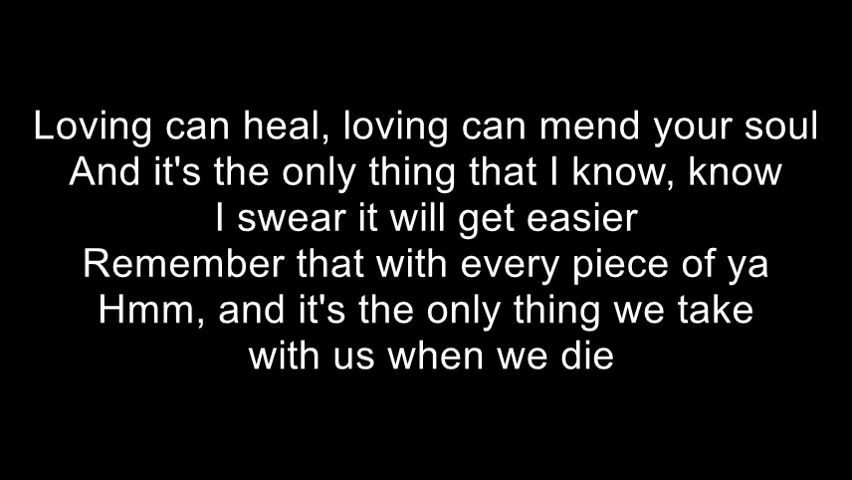 Loving can heal, loving can mend your soul
And it's the only thing that I know, know
I swear it will get easier
Remember that with every piece of ya
Hmm, and it's the only thing we take
with us when we die